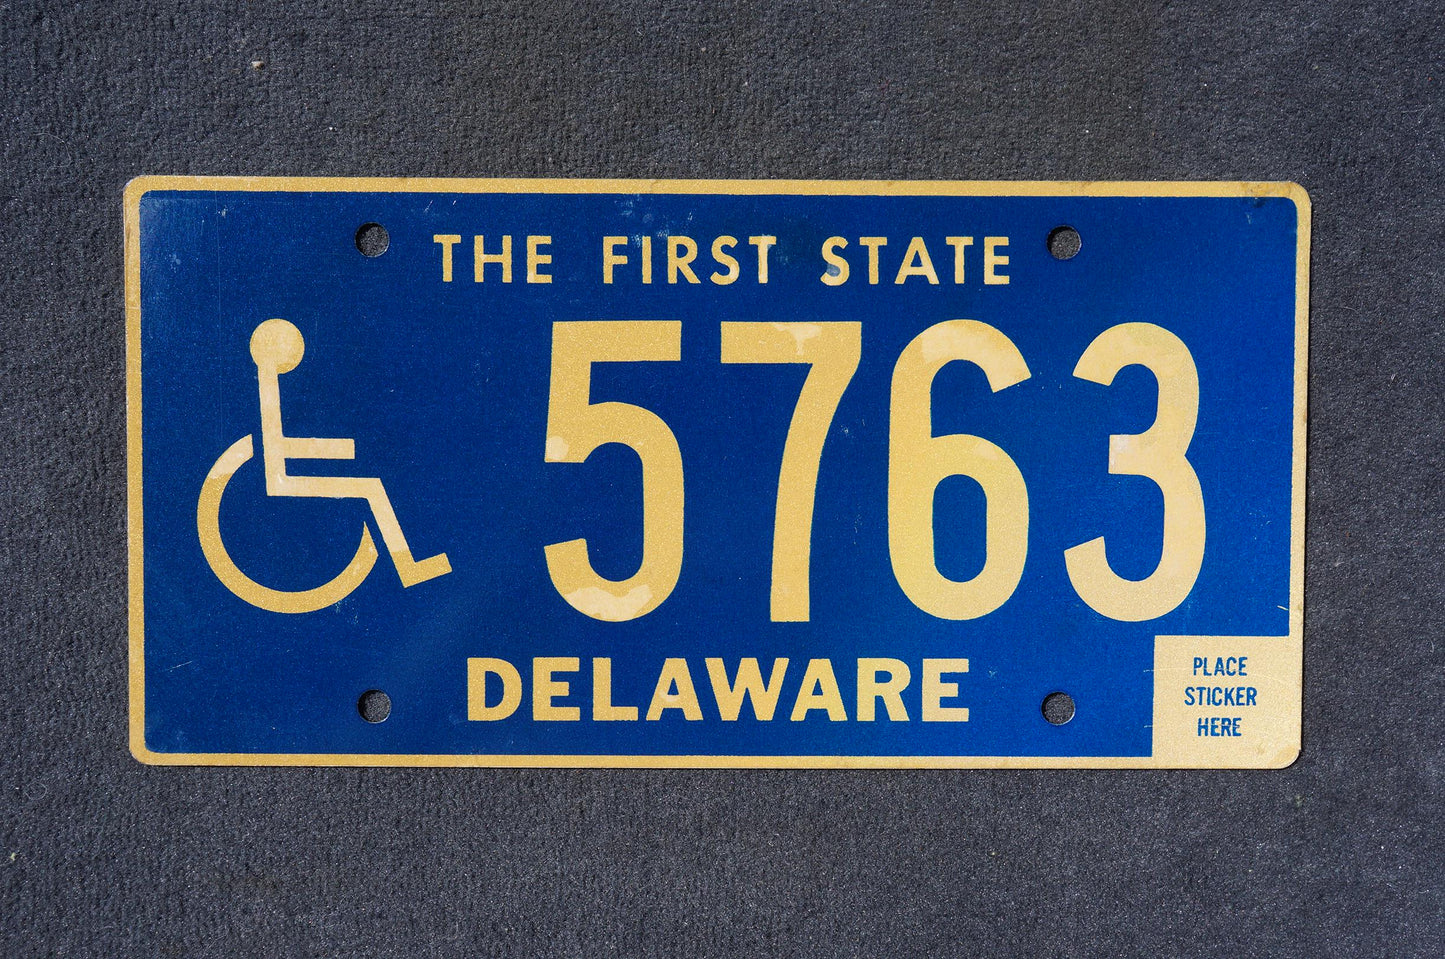 THE FIRST STATE
5763
DELAWARE
PLACE
STICKER
HERE